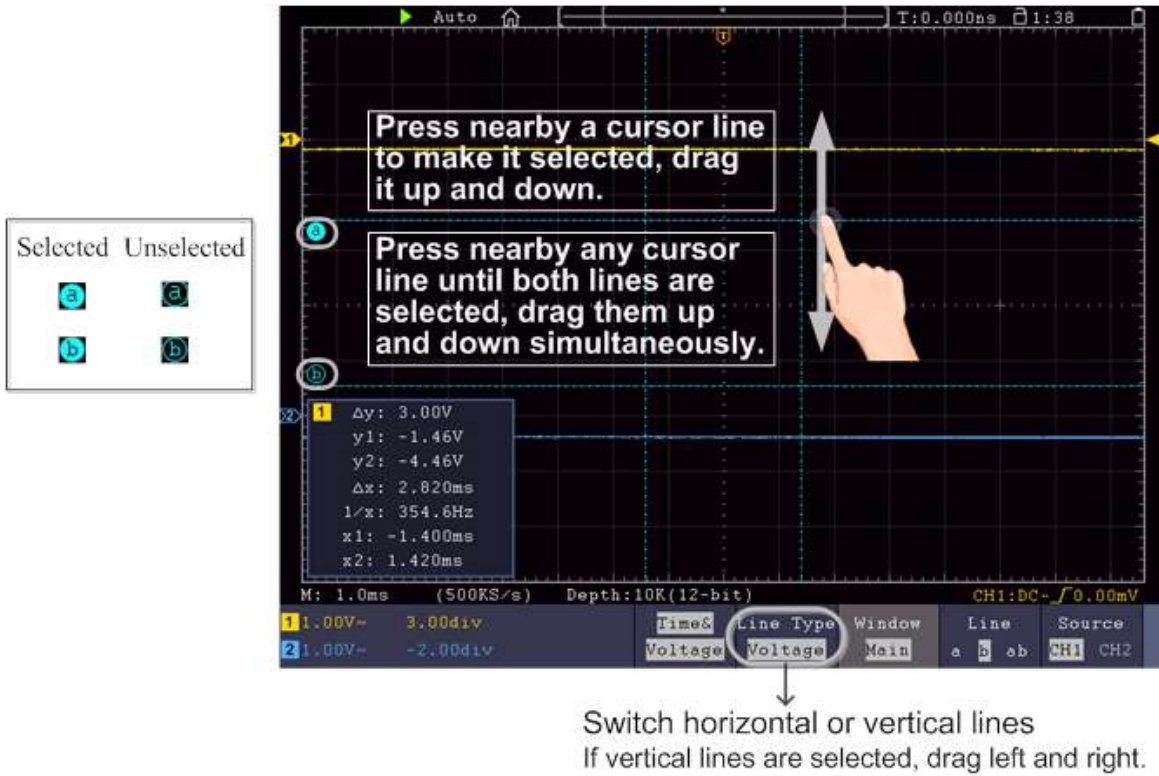 Auto T:0.000ns 1:38
T
Press nearby a cursor line
to make it selected, drag
it up and down.
1
a
Press nearby any cursor
line until both lines are
selected, drag them up
and down simultaneously.
b
Selected Unselected
a a
b b
2
1 Δy: 3.00V
y1: -1.46V
y2: -4.46V
Δx: 2.820ms
1/x: 354.6Hz
x1: -1.400ms
x2: 1.420ms
M: 1.0ms (500KS/s) Depth:10K(12-bit) CH1:DC- 0.00mV
1 1.00V~ 3.00div
2 1.00V~ -2.00div
Time& Line Type Window Line Source
Voltage Voltage Main a b ab CH1 CH2
Switch horizontal or vertical lines
If vertical lines are selected, drag left and right.